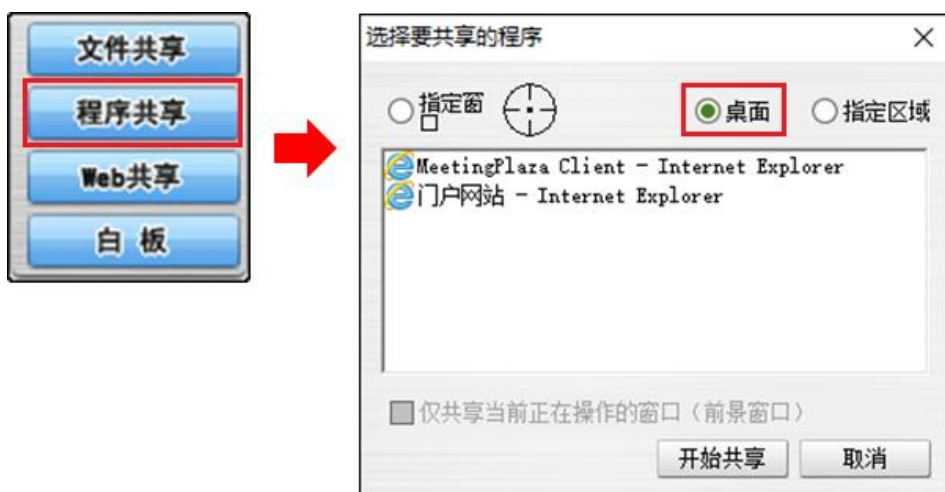 文件共享
程序共享
Web共享
白 板
选择要共享的程序
指定窗
口
桌面
指定区域
MeetingPlaza Client - Internet Explorer
门户网站 - Internet Explorer
仅共享当前正在操作的窗口（前景窗口）
开始共享
取消